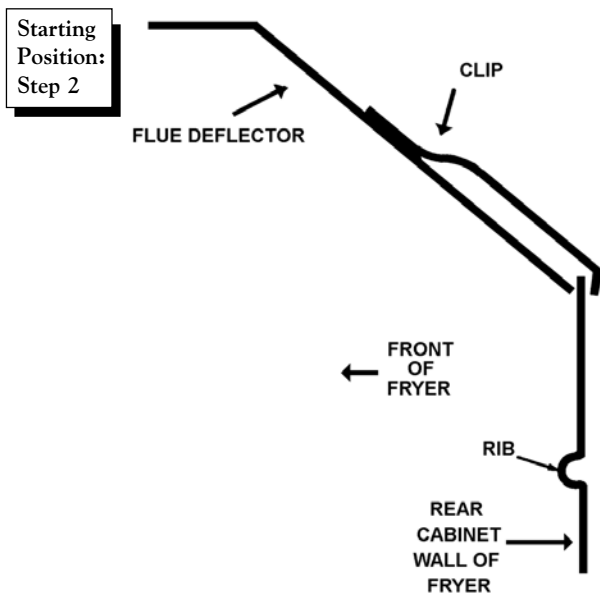 Starting
Position:
Step 2
CLIP
FLUE DEFLECTOR
FRONT
OF
FRYER
RIB
REAR
CABINET
WALL OF
FRYER